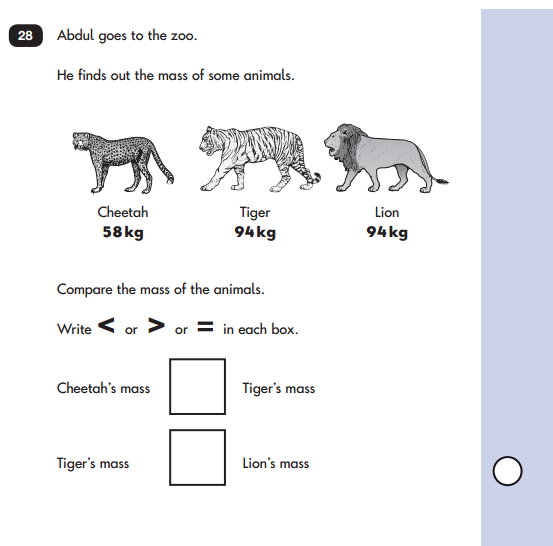 28 Abdul goes to the zoo.
He finds out the mass of some animals.
Cheetah Tiger Lion
58kg 94kg 94kg
Compare the mass of the animals.
Write < or > or = in each box.
Cheetah's mass Tiger's mass
Tiger's mass Lion's mass